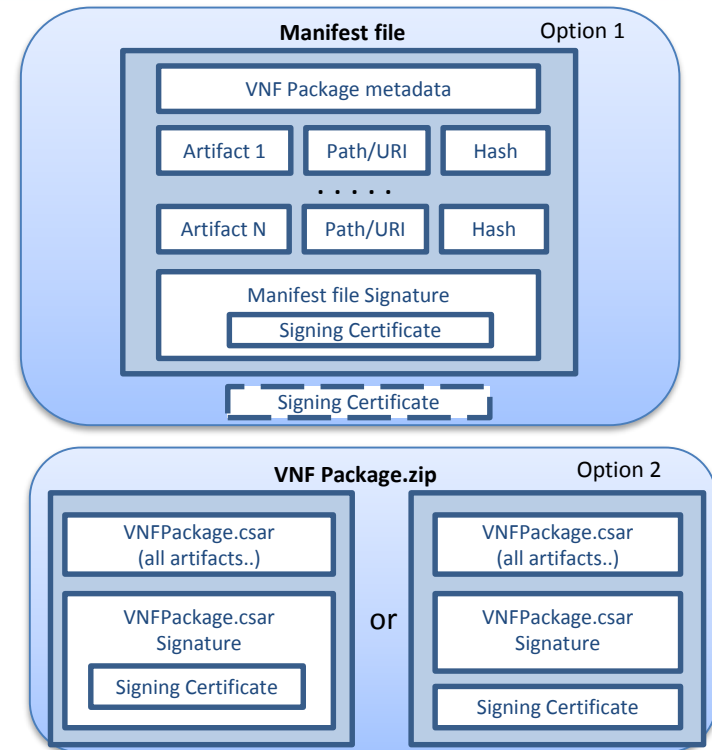 Manifest file
Option 1
VNF Package metadata
Artifact 1
Path/URI
Hash
. . . . .
Artifact N
Path/URI
Hash
Manifest file Signature
Signing Certificate
Signing Certificate
VNF Package.zip
Option 2
VNFPackage.csar
(all artifacts..)
VNFPackage.csar
Signature
Signing Certificate
or
VNFPackage.csar
(all artifacts..)
VNFPackage.csar
Signature
Signing Certificate